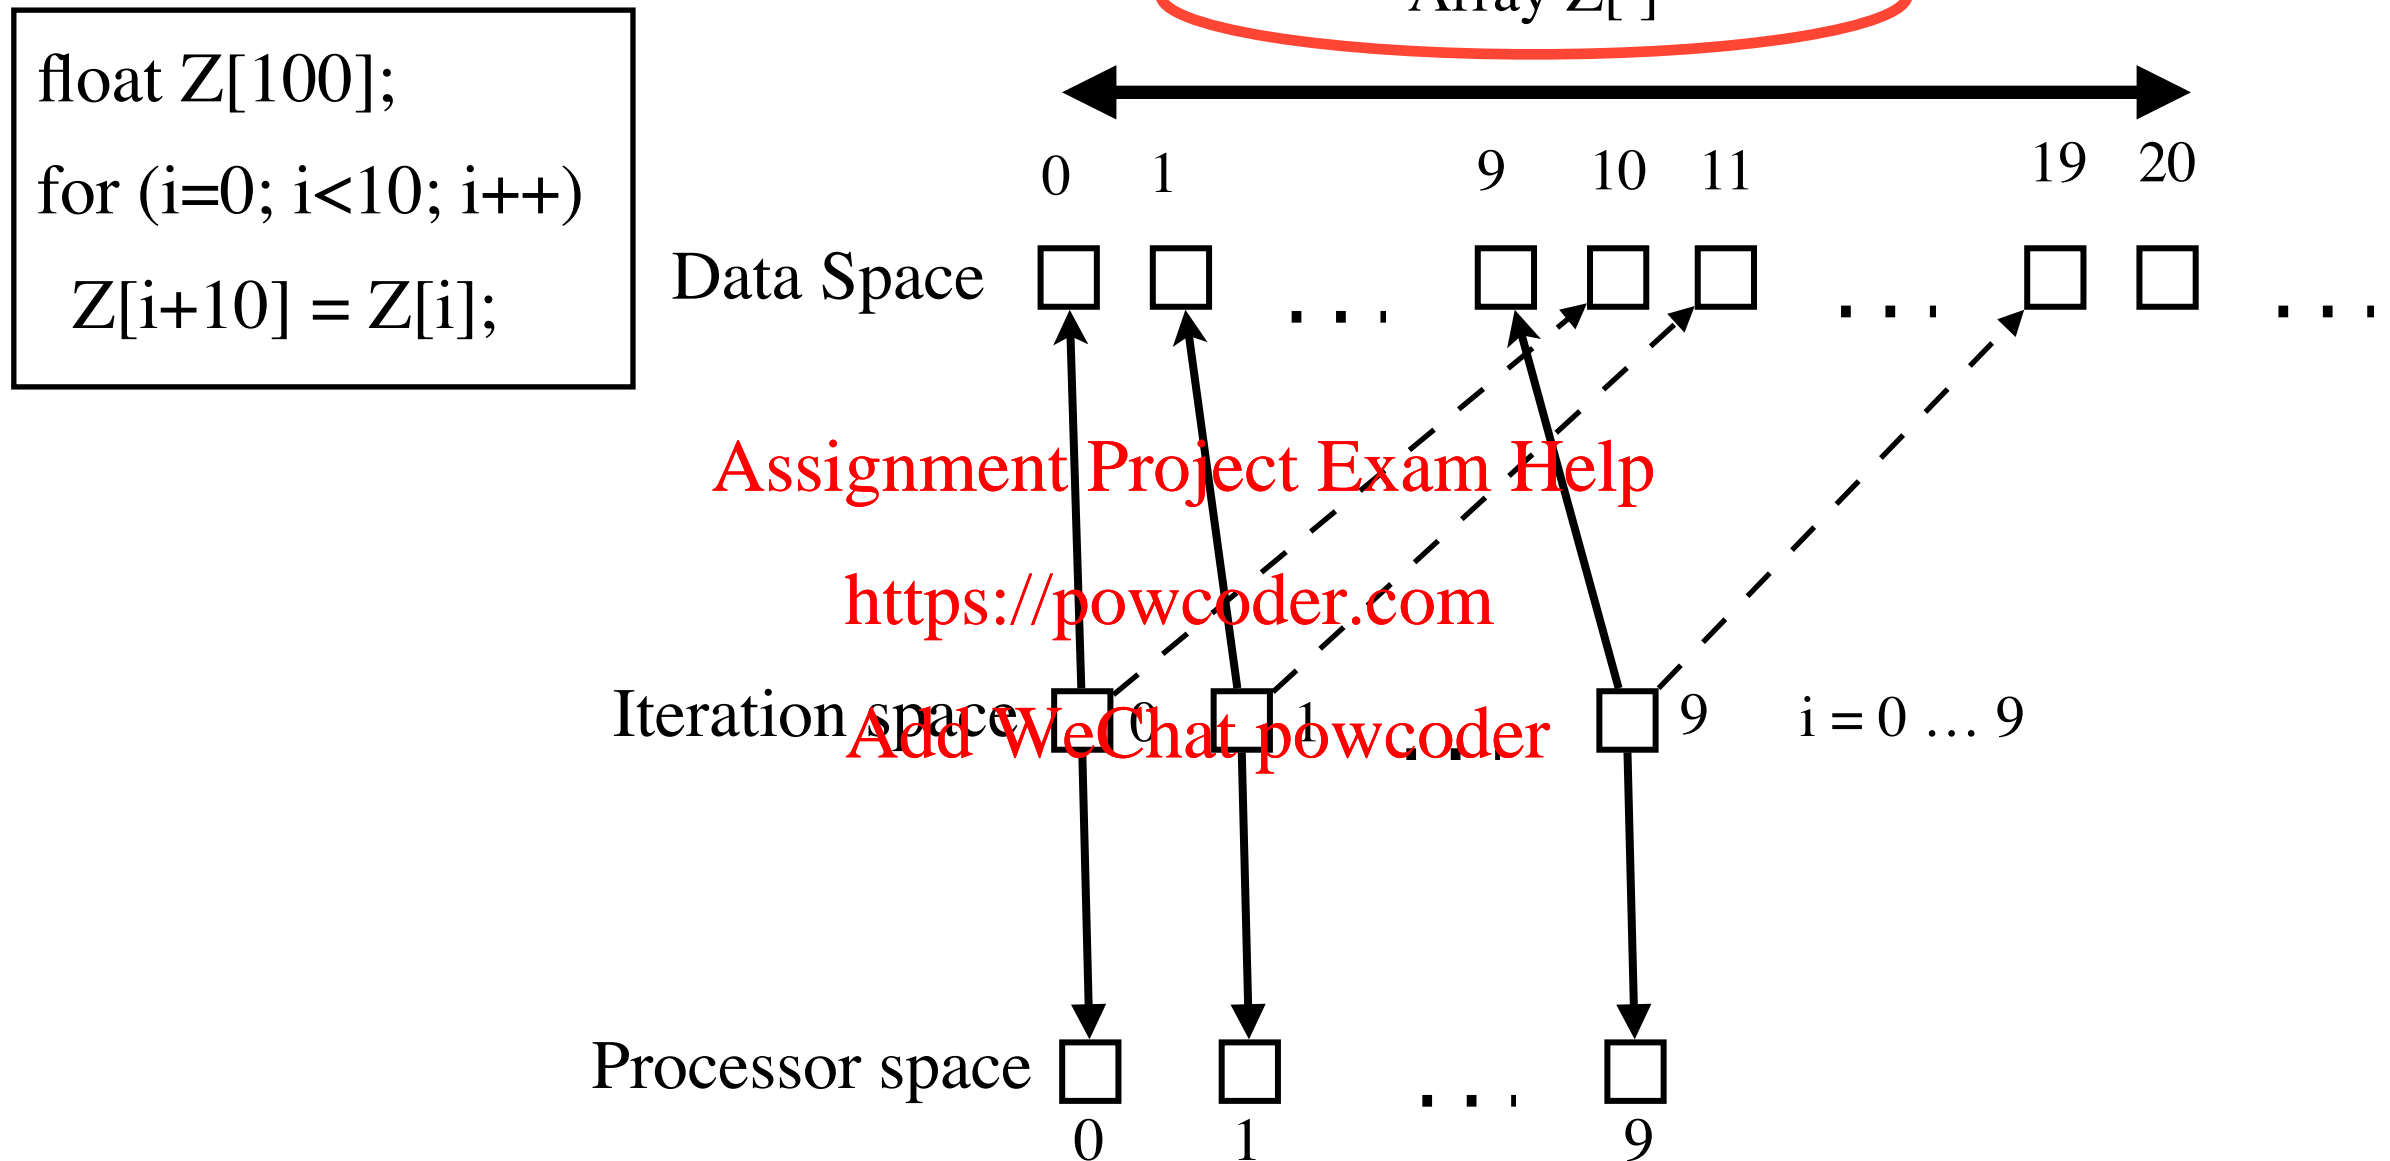 Array Z[ ]
float Z[100];
for (i=0; i<10; i++)
Z[i+10] = Z[i];
0 1 9 10 11 19 20
Data Space . . . . . . . . .
Assignment Project Exam Help
https://powcoder.com
Iteration space 0 1 . . . 9 i = 0 … 9
Add WeChat powcoder
Processor space . . .
0 1 9